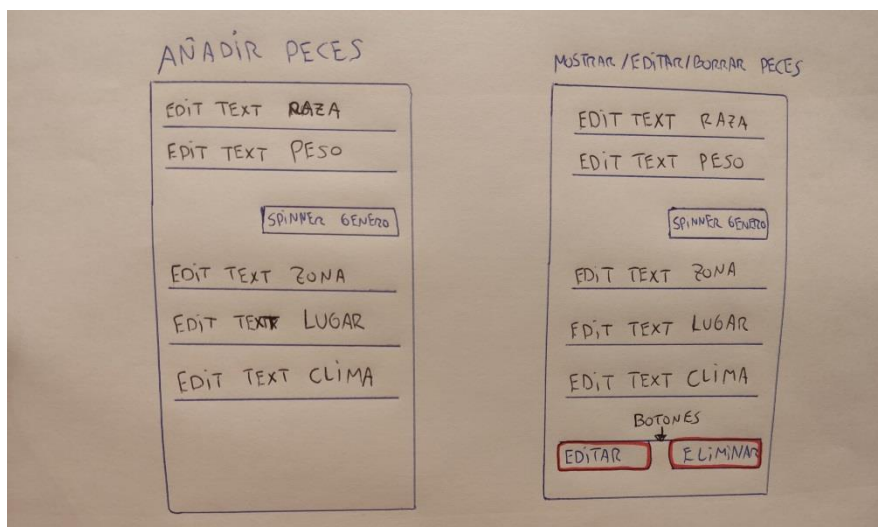 AÑADIR PECES
EDIT TEXT RAZA
EDIT TEXT PESO
SPINNER GENERO
EDIT TEXT ZONA
EDIT TEXT LUGAR
EDIT TEXT CLIMA
MOSTRAR/EDITAR/BORRAR PECES
EDIT TEXT RAZA
EDIT TEXT PESO
SPINNER GENERO
EDIT TEXT ZONA
EDIT TEXT LUGAR
EDIT TEXT CLIMA
BOTONES
EDITAR
ELIMINAR